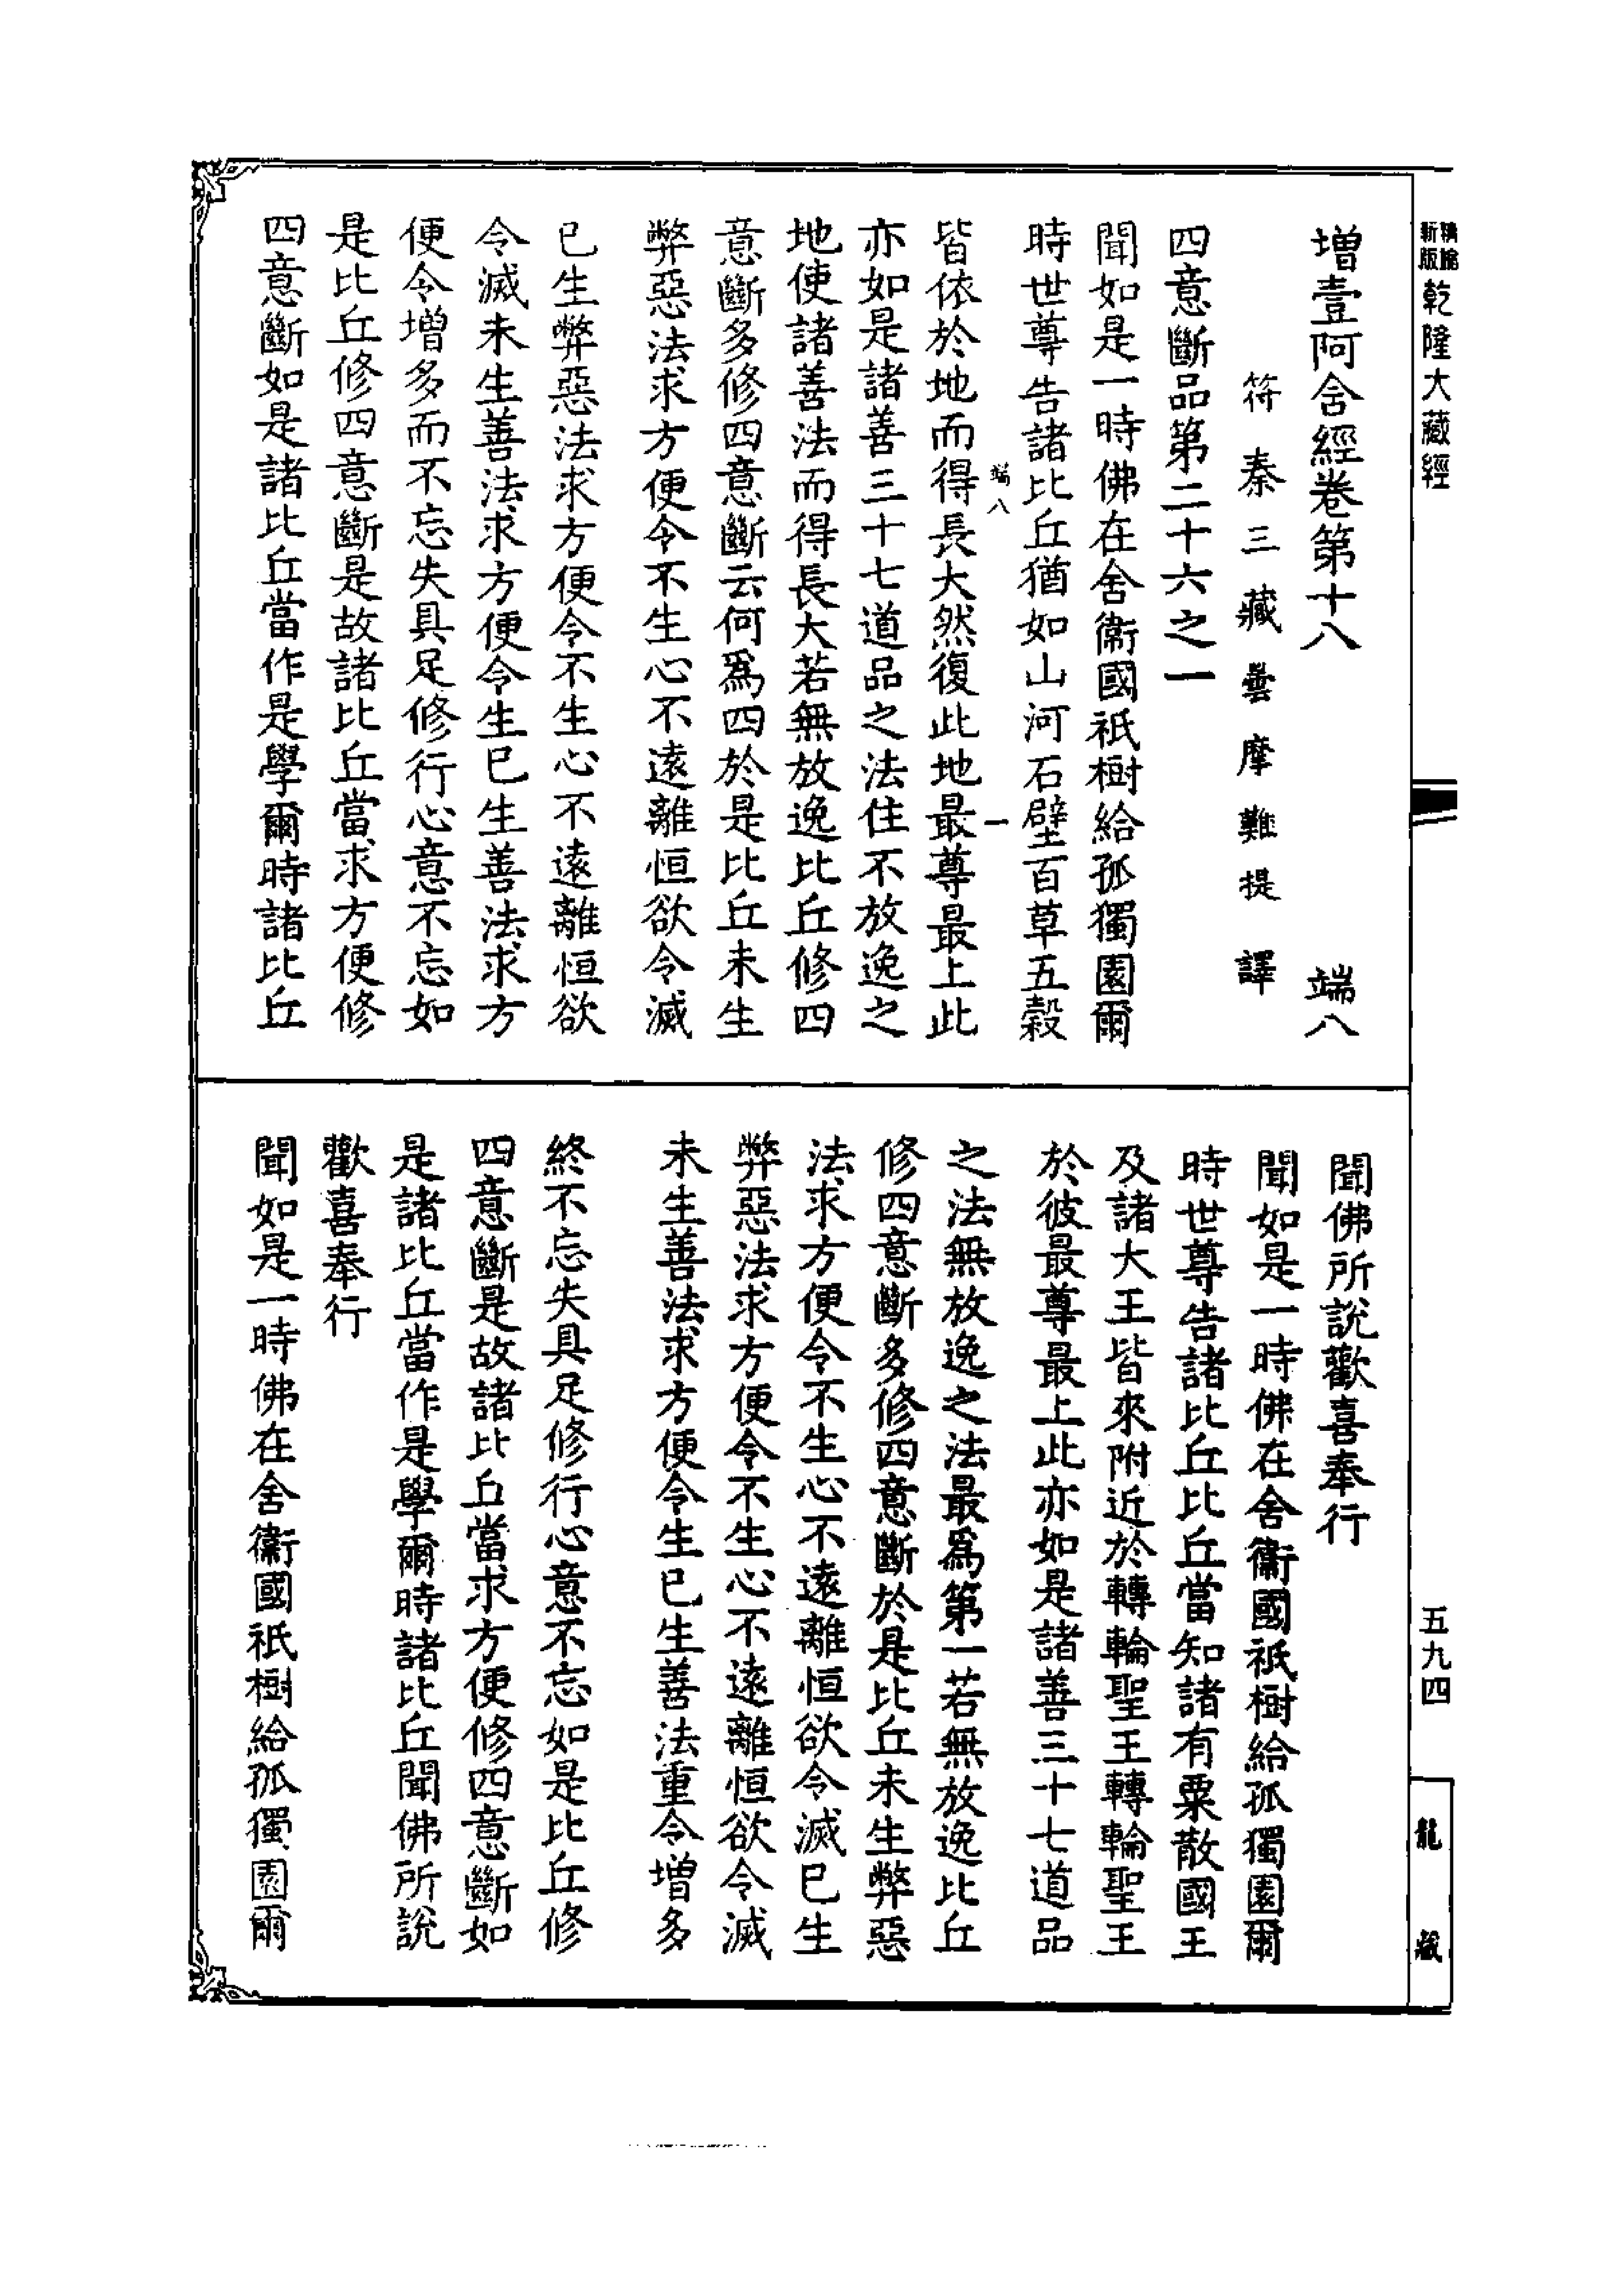 新版精縮乾隆大藏經
增壹阿舍經卷第十八 端八
符秦三藏曇摩難提譯
四意斷品第二十六之一
聞如是一時佛在舍衛國祇樹給孤獨園爾
時世尊告諸比丘猶如山河石壁百草五穀
端八 一
皆依於地而得長大然復此地最尊最上此
亦如是諸善三十七道品之法住不放逸之
地使諸善法而得長大若無放逸比丘修四
意斷多修四意斷云何爲四於是比丘未生
弊惡法求方便令不生心不遠離恒欲令滅
已生弊惡法求方便令不生心不遠離恒欲
令滅未生善法求方便令生已生善法求方
便令增多而不忘失具足修行心意不忘如
是比丘修四意斷是故諸比丘當求方便修
四意斷如是諸比丘當作是學爾時諸比丘
聞佛所說歡喜奉行
聞如是一時佛在舍衛國祇樹給孤獨園爾
時世尊告諸比丘比丘當知諸有粟散國王
及諸大王皆來附近於轉輪聖王轉輪聖王
於彼最尊最上此亦如是諸善三十七道品
之法無放逸之法最爲第一若無放逸比丘
修四意斷多修四意斷於是比丘未生弊惡
法求方便令不生心不遠離恒欲令滅已生
弊惡法求方便令不生心不遠離恒欲令滅
未生善法求方便令生已生善法重令增多
終不忘失具足修行心意不忘如是比丘修
四意斷是故諸比丘當求方便修四意斷如
是諸比丘當作是學爾時諸比丘聞佛所說
歡喜奉行
聞如是一時佛在舍衛國祇樹給孤獨園爾
五九四
龍藏